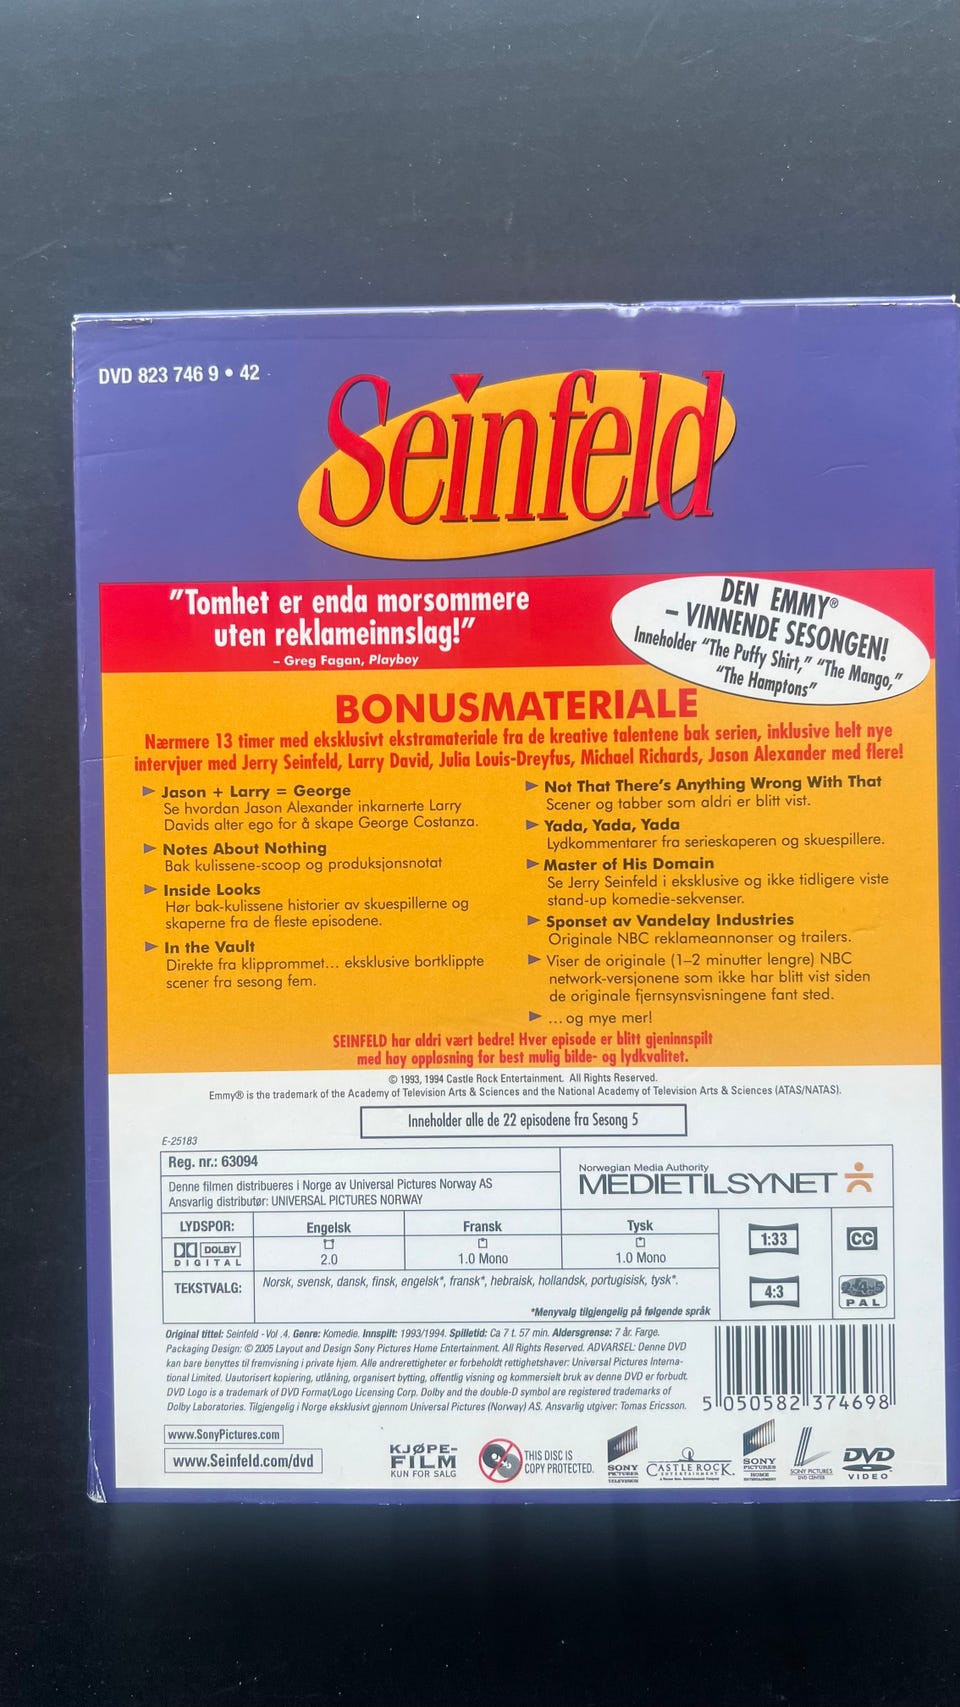 DVD 823 746 9 • 42
Seinfeld
"Tomhet er enda morsommere
uten reklameinnslag!"
– Greg Fagan, Playboy
DEN EMMY®
– VINNENDE SESONGEN!
Inneholder "The Puffy Shirt," "The Mango,"
"The Hamptons"
BONUSMATERIALE
Nærmere 13 timer med eksklusivt ekstramateriale fra de kreative talentene bak serien, inklusive helt nye
intervjuer med Jerry Seinfeld, Larry David, Julia Louis-Dreyfus, Michael Richards, Jason Alexander med flere!
Jason + Larry = George
Se hvordan Jason Alexander inkarnerte Larry
Davids alter ego for å skape George Costanza.
Notes About Nothing
Bak kulissene-scoop og produksjonsnotat
Inside Looks
Hør bak-kulissene historier av skuespillerne og
skaperne fra de fleste episodene.
In the Vault
Direkte fra klipprommet... eksklusive bortklippte
scener fra sesong fem.
Not That There's Anything Wrong With That
Scener og tabber som aldri er blitt vist.
Yada, Yada, Yada
Lydkommentarer fra serieskaperen og skuespillere.
Master of His Domain
Se Jerry Seinfeld i eksklusive og ikke tidligere viste
stand-up komedie-sekvenser.
Sponset av Vandelay Industries
Originale NBC reklameannonser og trailers.
Viser de originale (1–2 minutter lengre) NBC
network-versjonene som ikke har blitt vist siden
de originale fjernsynsvisningene fant sted.
...og mye mer!
SEINFELD har aldri vært bedre! Hver episode er blitt gjeninnspilt
med høy oppløsning for best mulig bilde- og lydkvalitet.
© 1993, 1994 Castle Rock Entertainment. All Rights Reserved.
Emmy® is the trademark of the Academy of Television Arts & Sciences and the National Academy of Television Arts & Sciences (ATAS/NATAS).
Inneholder alle de 22 episodene fra Sesong 5
E-25183
Reg. nr.: 63094
Denne filmen distribueres i Norge av Universal Pictures Norway AS
Ansvarlig distributør: UNIVERSAL PICTURES NORWAY
Norwegian Media Authority
MEDIETILSYNET
LYDSPOR: Engelsk Fransk Tysk
DOLBY
DIGITAL
2.0 1.0 Mono 1.0 Mono
1:33
CC
TEKSTVALG: Norsk, svensk, dansk, finsk, engelsk*, fransk*, hebraisk, hollandsk, portugisisk, tysk*.
*Menyvalg tilgjengelig på følgende språk
4:3
2•4•5
PAL
Original tittel: Seinfeld - Vol .4. Genre: Komedie. Innspilt: 1993/1994. Spilletid: Ca 7 t. 57 min. Aldersgrense: 7 år. Farge.
Packaging Design: © 2005 Layout and Design Sony Pictures Home Entertainment. All Rights Reserved. ADVARSEL: Denne DVD
kan bare benyttes til fremvisning i private hjem. Alle andrerettigheter er forbeholdt rettighetshaver: Universal Pictures Interna-
tional Limited. Uautorisert kopiering, utlåning, organisert bytting, offentlig visning og kommersielt bruk av denne DVD er forbudt.
DVD Logo is a trademark of DVD Format/Logo Licensing Corp. Dolby and the double-D symbol are registered trademarks of
Dolby Laboratories. Tilgjengelig i Norge eksklusivt gjennom Universal Pictures (Norway) AS. Ansvarlig utgiver: Tomas Ericsson.
5 050582 374698
www.SonyPictures.com
www.Seinfeld.com/dvd
KJØPE-
FILM
KUN FOR SALG
THIS DISC IS
COPY PROTECTED.
SONY
PICTURES
TELEVISION
CASTLE ROCK
ENTERTAINMENT
SONY
PICTURES
HOME
ENTERTAINMENT
SONY PICTURES
DVD CENTER
DVD
VIDEO